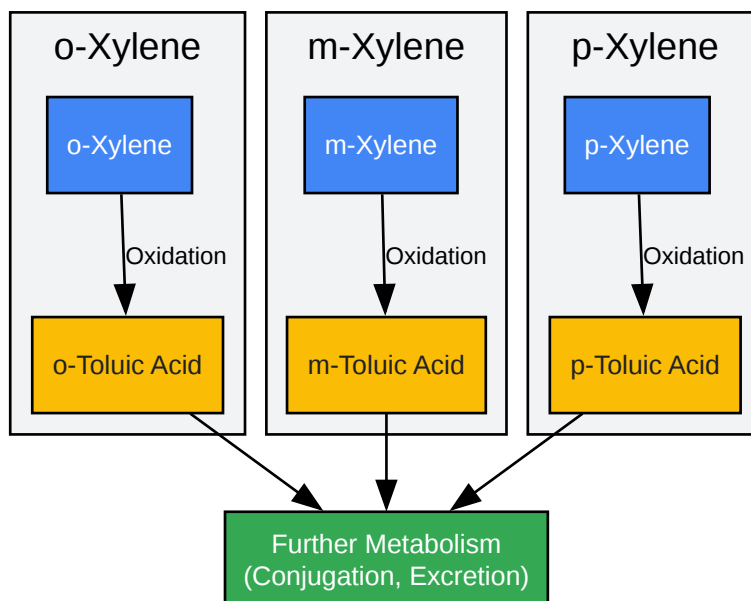 o-Xylene
m-Xylene
p-Xylene
o-Xylene
m-Xylene
p-Xylene
Oxidation
Oxidation
Oxidation
o-Toluic Acid
m-Toluic Acid
p-Toluic Acid
Further Metabolism
(Conjugation, Excretion)